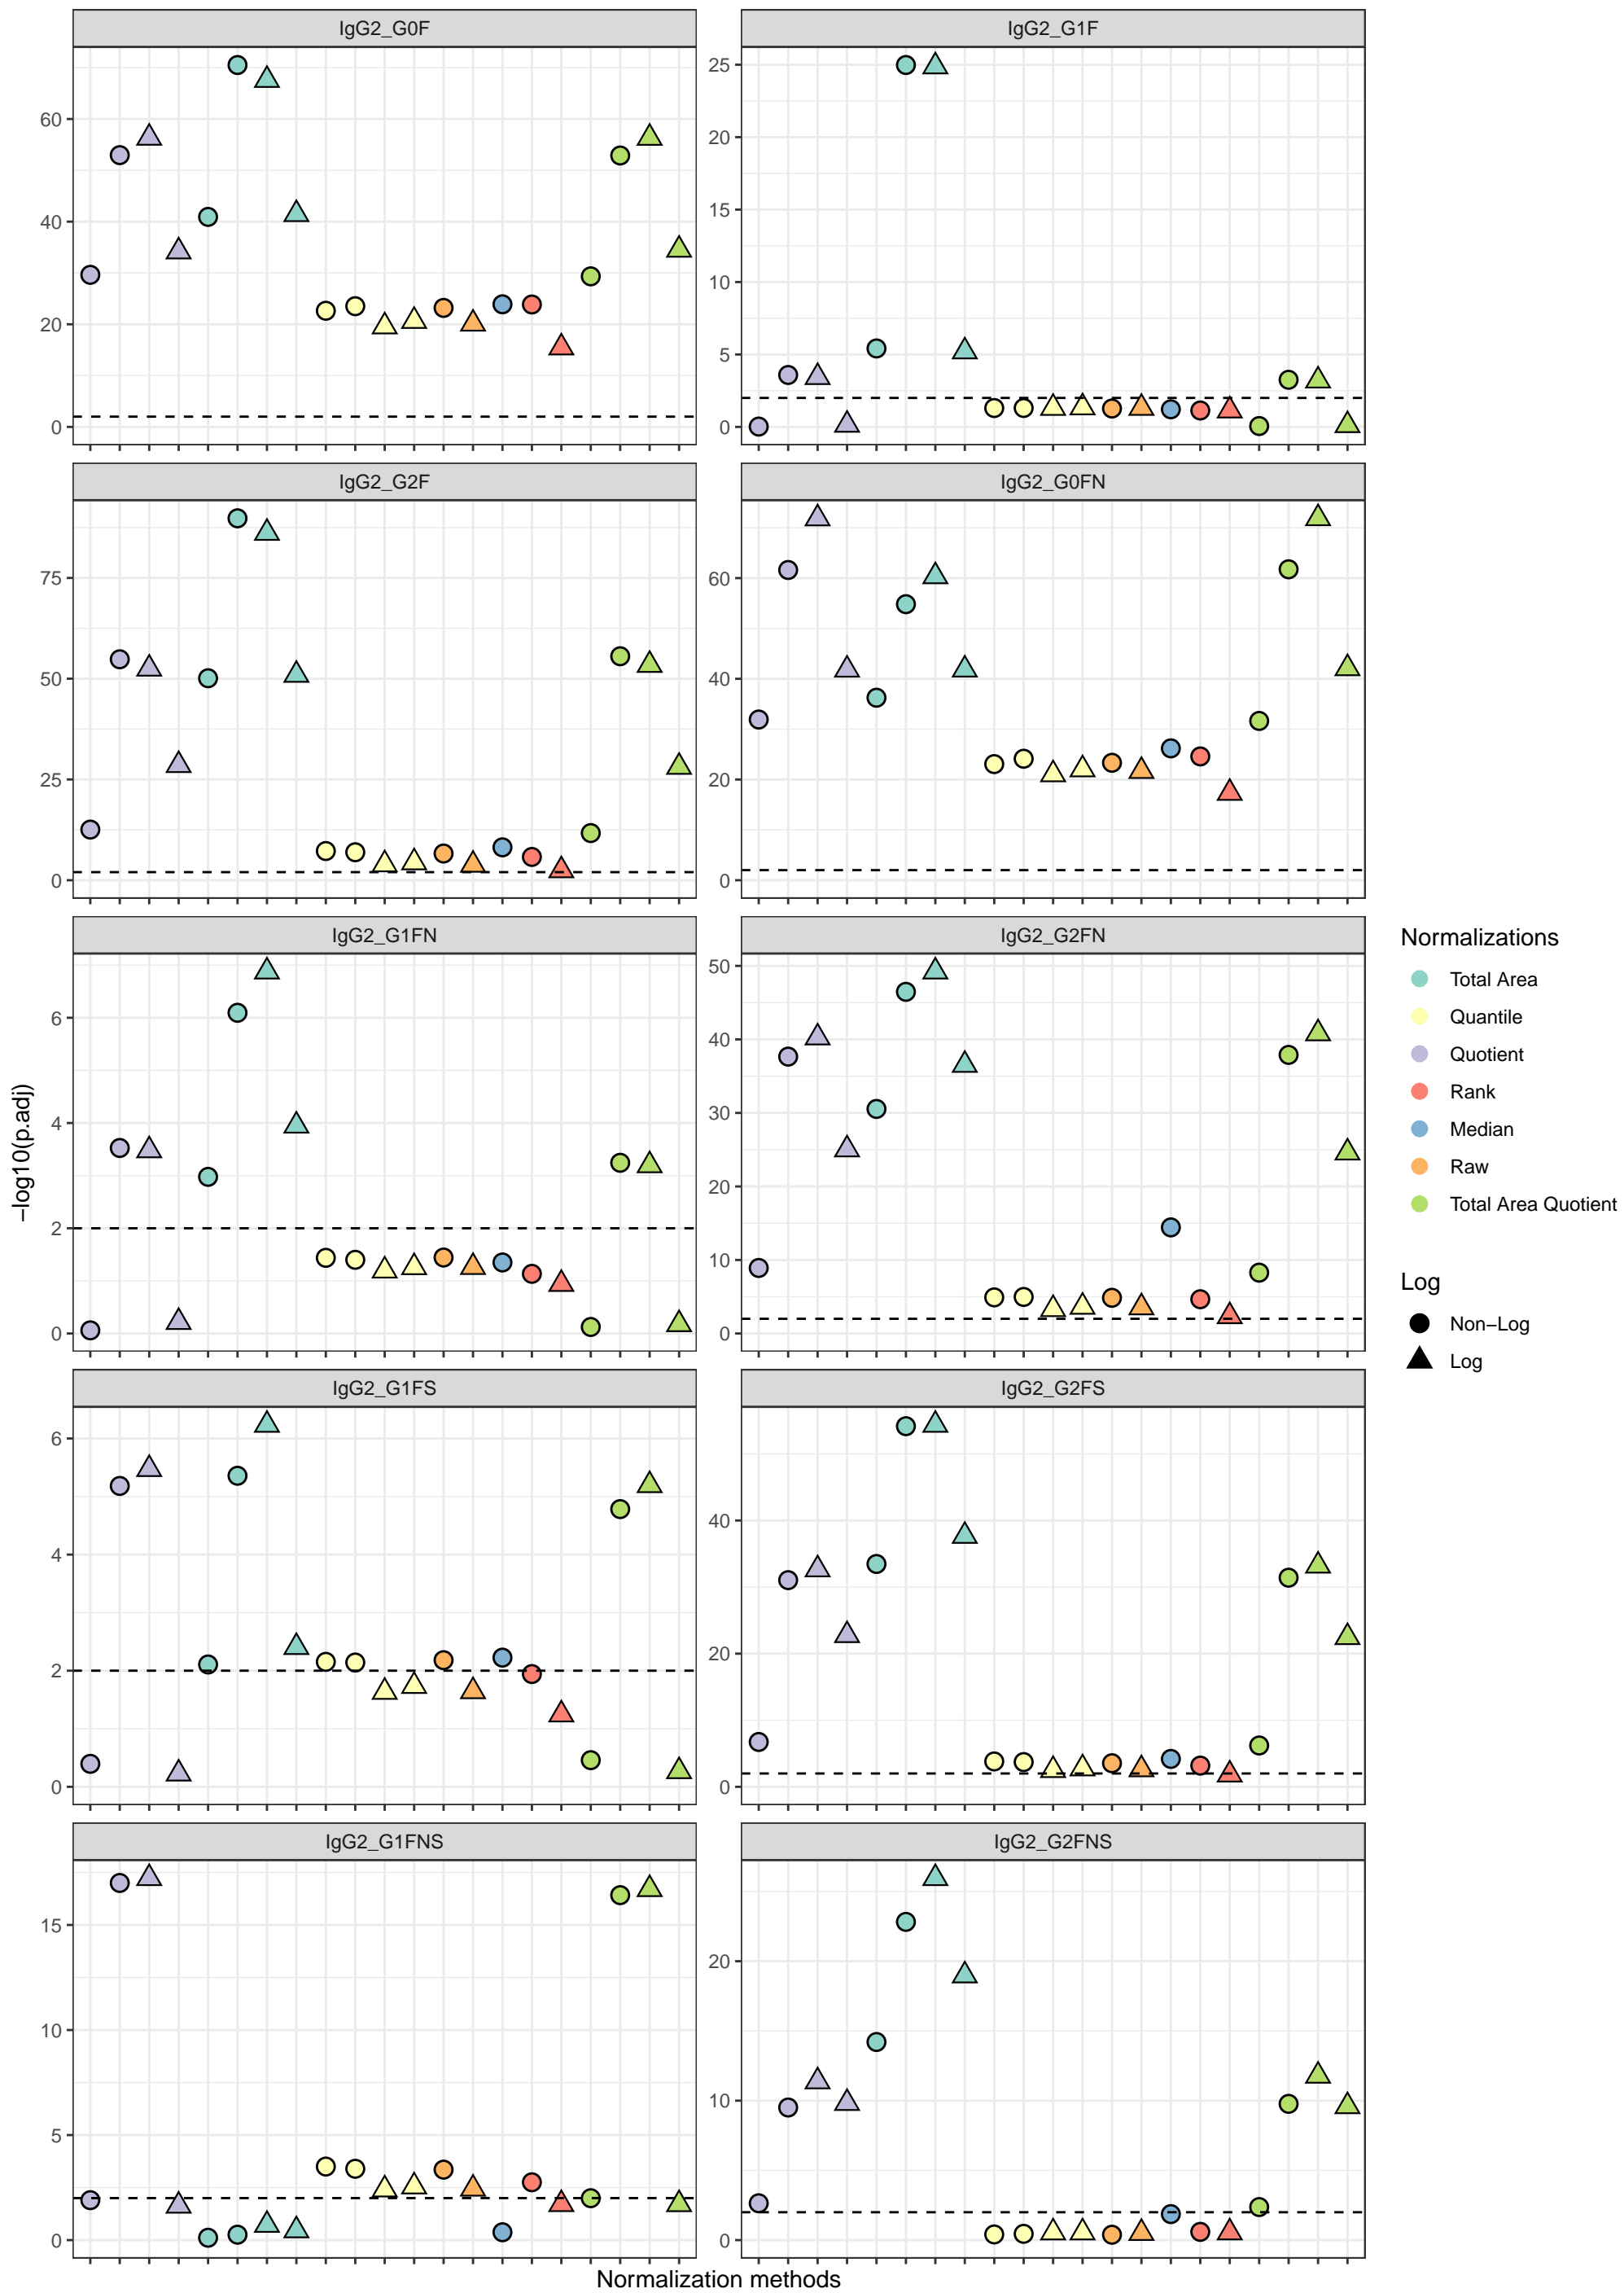 IgG2_G0F
IgG2_G1F
60
40
20
0
25
20
15
10
5
0
IgG2_G2F
IgG2_G0FN
75
50
25
0
60
40
20
0
IgG2_G1FN
IgG2_G2FN
6
4
2
0
50
40
30
20
10
0
IgG2_G1FS
IgG2_G2FS
6
4
2
0
40
20
0
IgG2_G1FNS
IgG2_G2FNS
15
10
5
0
20
10
0
−log10(p.adj)
Normalization methods
Normalizations
Total Area
Quantile
Quotient
Rank
Median
Raw
Total Area Quotient
Log
Non−Log
Log